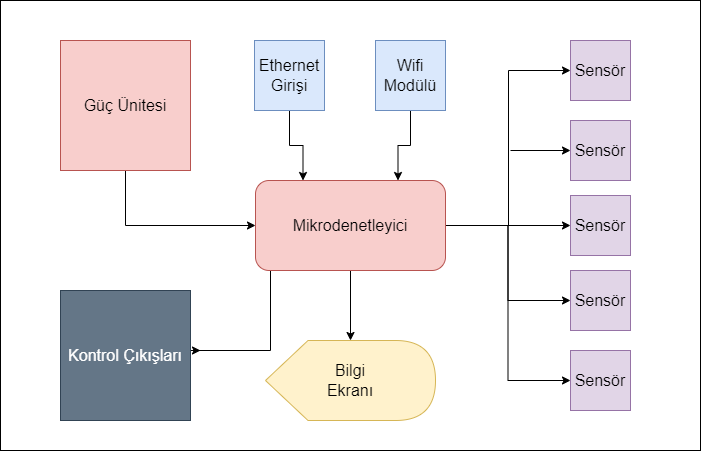 Güç Ünitesi
Ethernet
Girişi
Wifi
Modülü
Sensör
Sensör
Mikrodenetleyici
Sensör
Sensör
Kontrol Çıkışları
Bilgi
Ekranı
Sensör